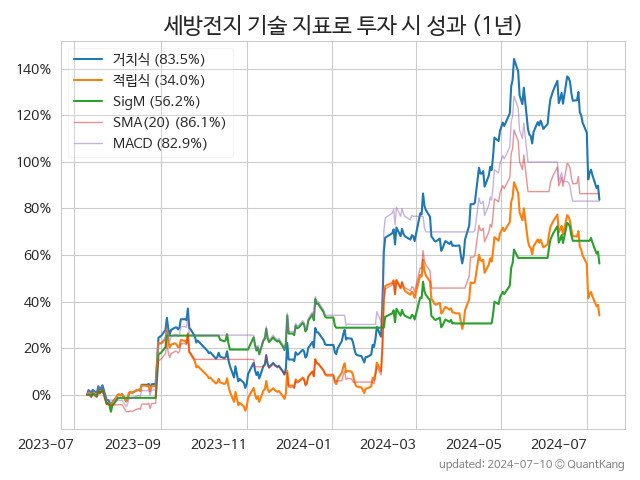 세방전지 기술 지표로 투자 시 성과 (1년)
거치식 (83.5%)
적립식 (34.0%)
SigM (56.2%)
SMA(20) (86.1%)
MACD (82.9%)
140%
120%
100%
80%
60%
40%
20%
0%
2023-07 2023-09 2023-11 2024-01 2024-03 2024-05 2024-07
updated: 2024-07-10 © QuantKang